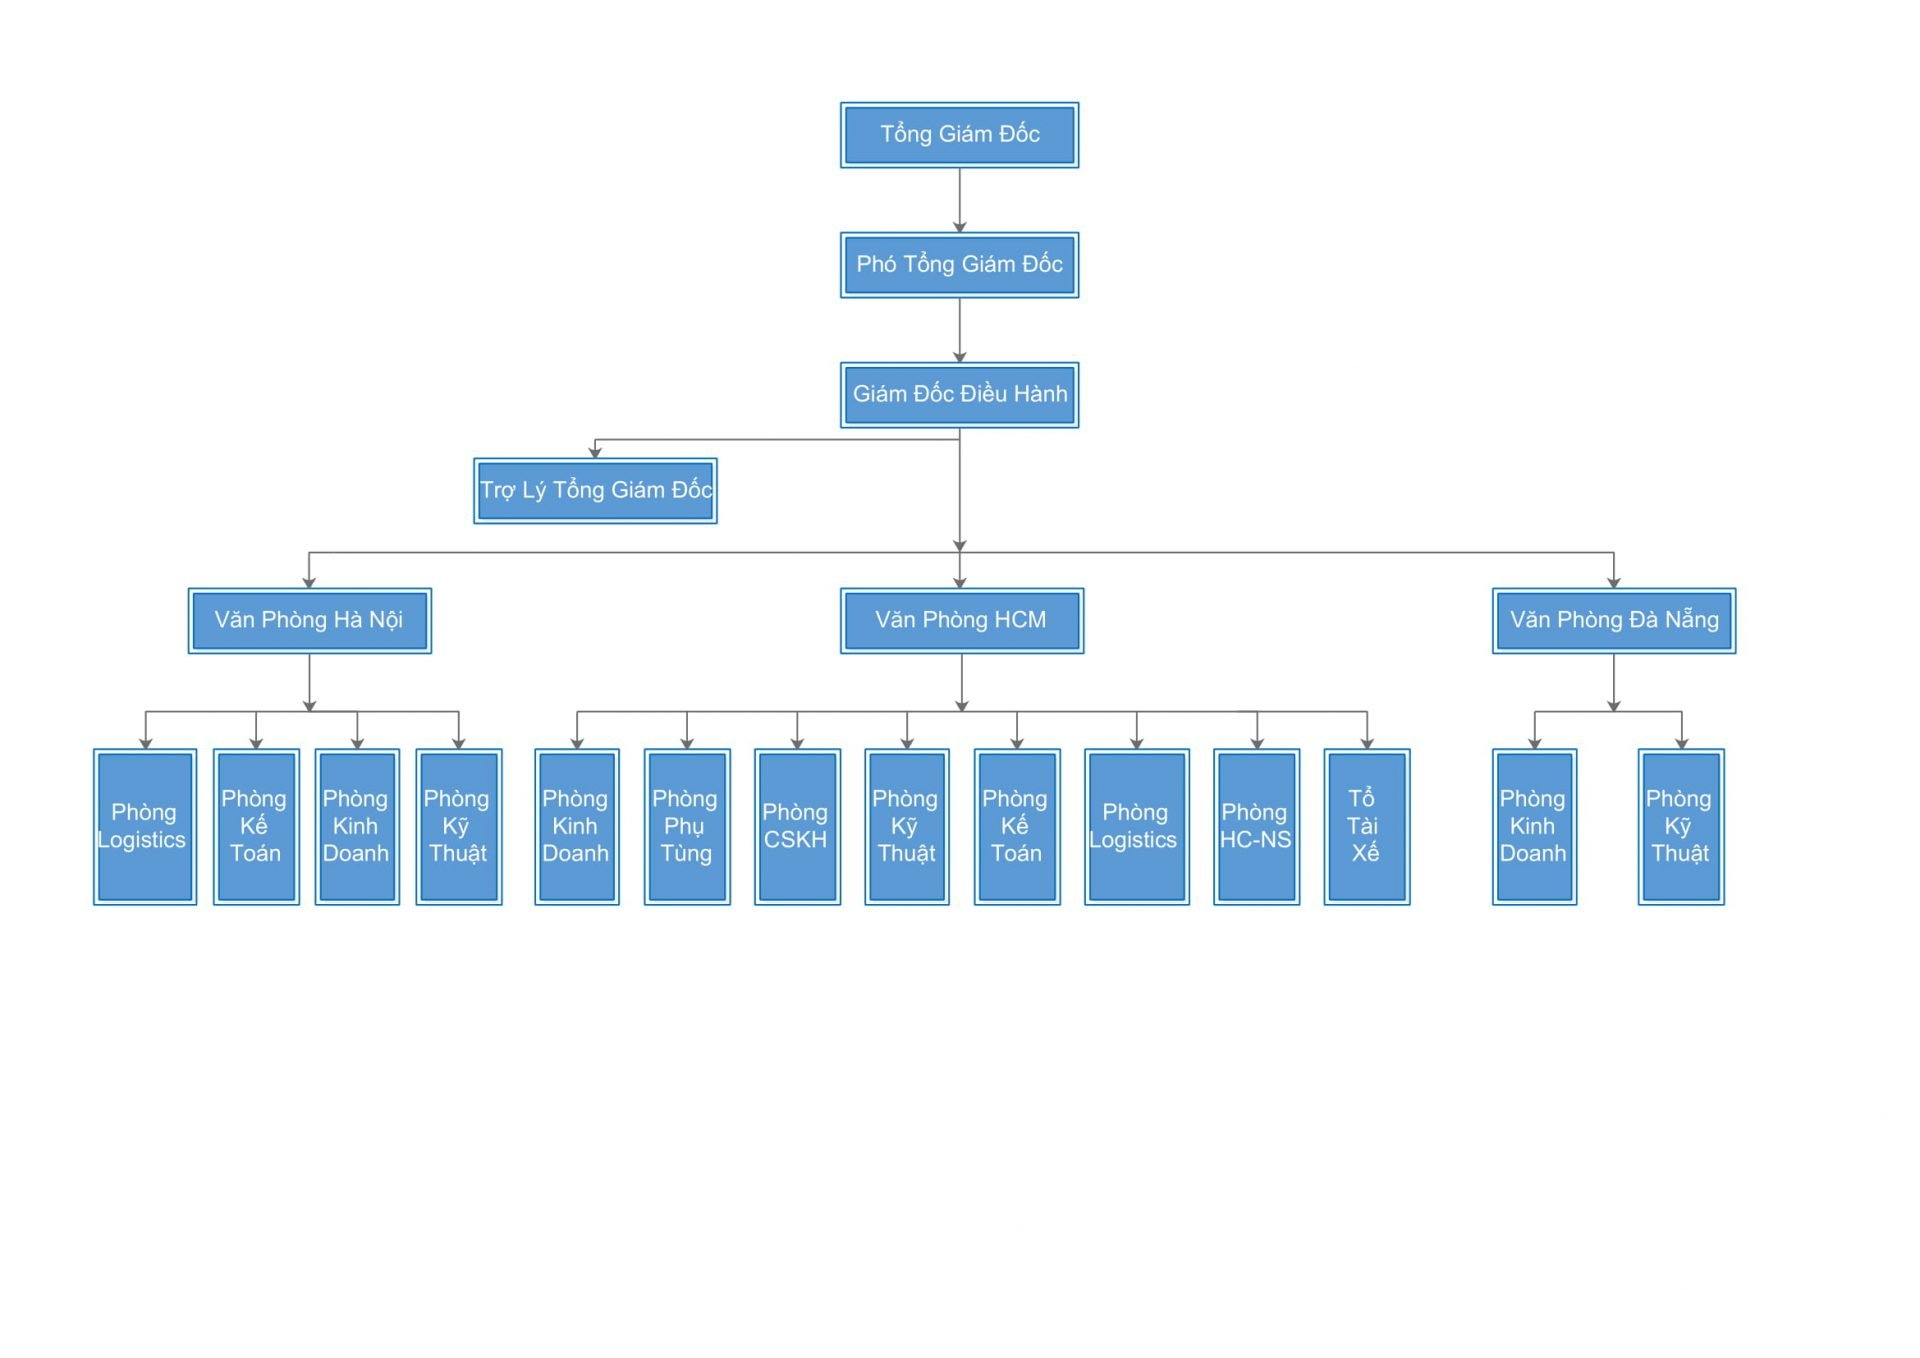 Tổng Giám Đốc
Phó Tổng Giám Đốc
Giám Đốc Điều Hành
Trợ Lý Tổng Giám Đốc
Văn Phòng Hà Nội
Văn Phòng HCM
Văn Phòng Đà Nẵng
Phòng
Logistics
Phòng
Kế
Toán
Phòng
Kinh
Doanh
Phòng
Kỹ
Thuật
Phòng
Kinh
Doanh
Phòng
Phụ
Tùng
Phòng
CSKH
Phòng
Kỹ
Thuật
Phòng
Kế
Toán
Phòng
Logistics
Phòng
HC-NS
Tổ
Tài
Xế
Phòng
Kinh
Doanh
Phòng
Kỹ
Thuật